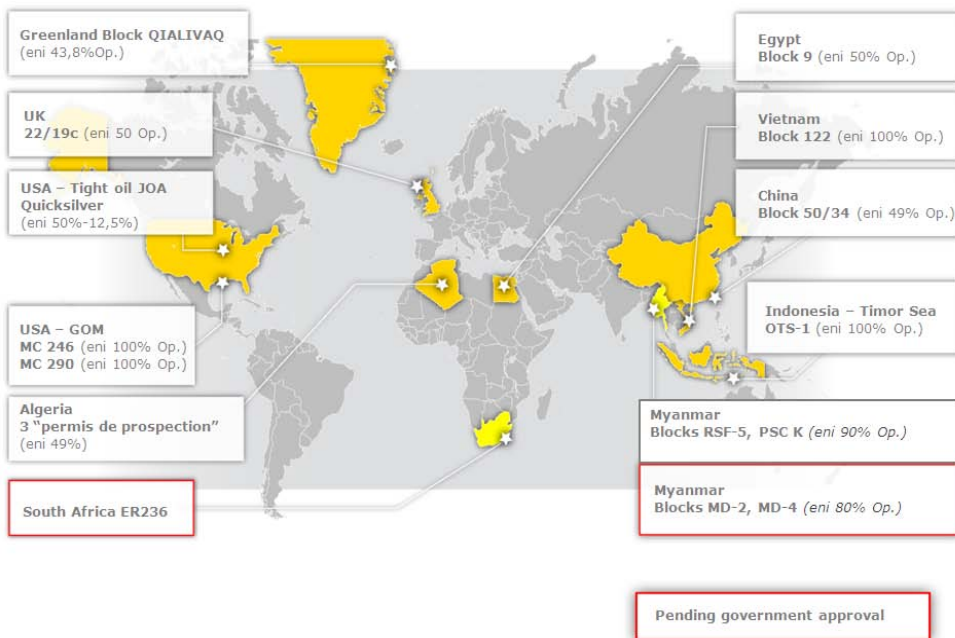 Greenland Block QIALIVAQ
(eni 43,8%Op.)
UK
22/19c (eni 50 Op.)
USA – Tight oil JOA
Quicksilver
(eni 50%-12,5%)
USA – GOM
MC 246 (eni 100% Op.)
MC 290 (eni 100% Op.)
Algeria
3 “permis de prospection”
(eni 49%)
South Africa ER236
Egypt
Block 9 (eni 50% Op.)
Vietnam
Block 122 (eni 100% Op.)
China
Block 50/34 (eni 49% Op.)
Indonesia – Timor Sea
OTS-1 (eni 100% Op.)
Myanmar
Blocks RSF-5, PSC K (eni 90% Op.)
Myanmar
Blocks MD-2, MD-4 (eni 80% Op.)
Pending government approval